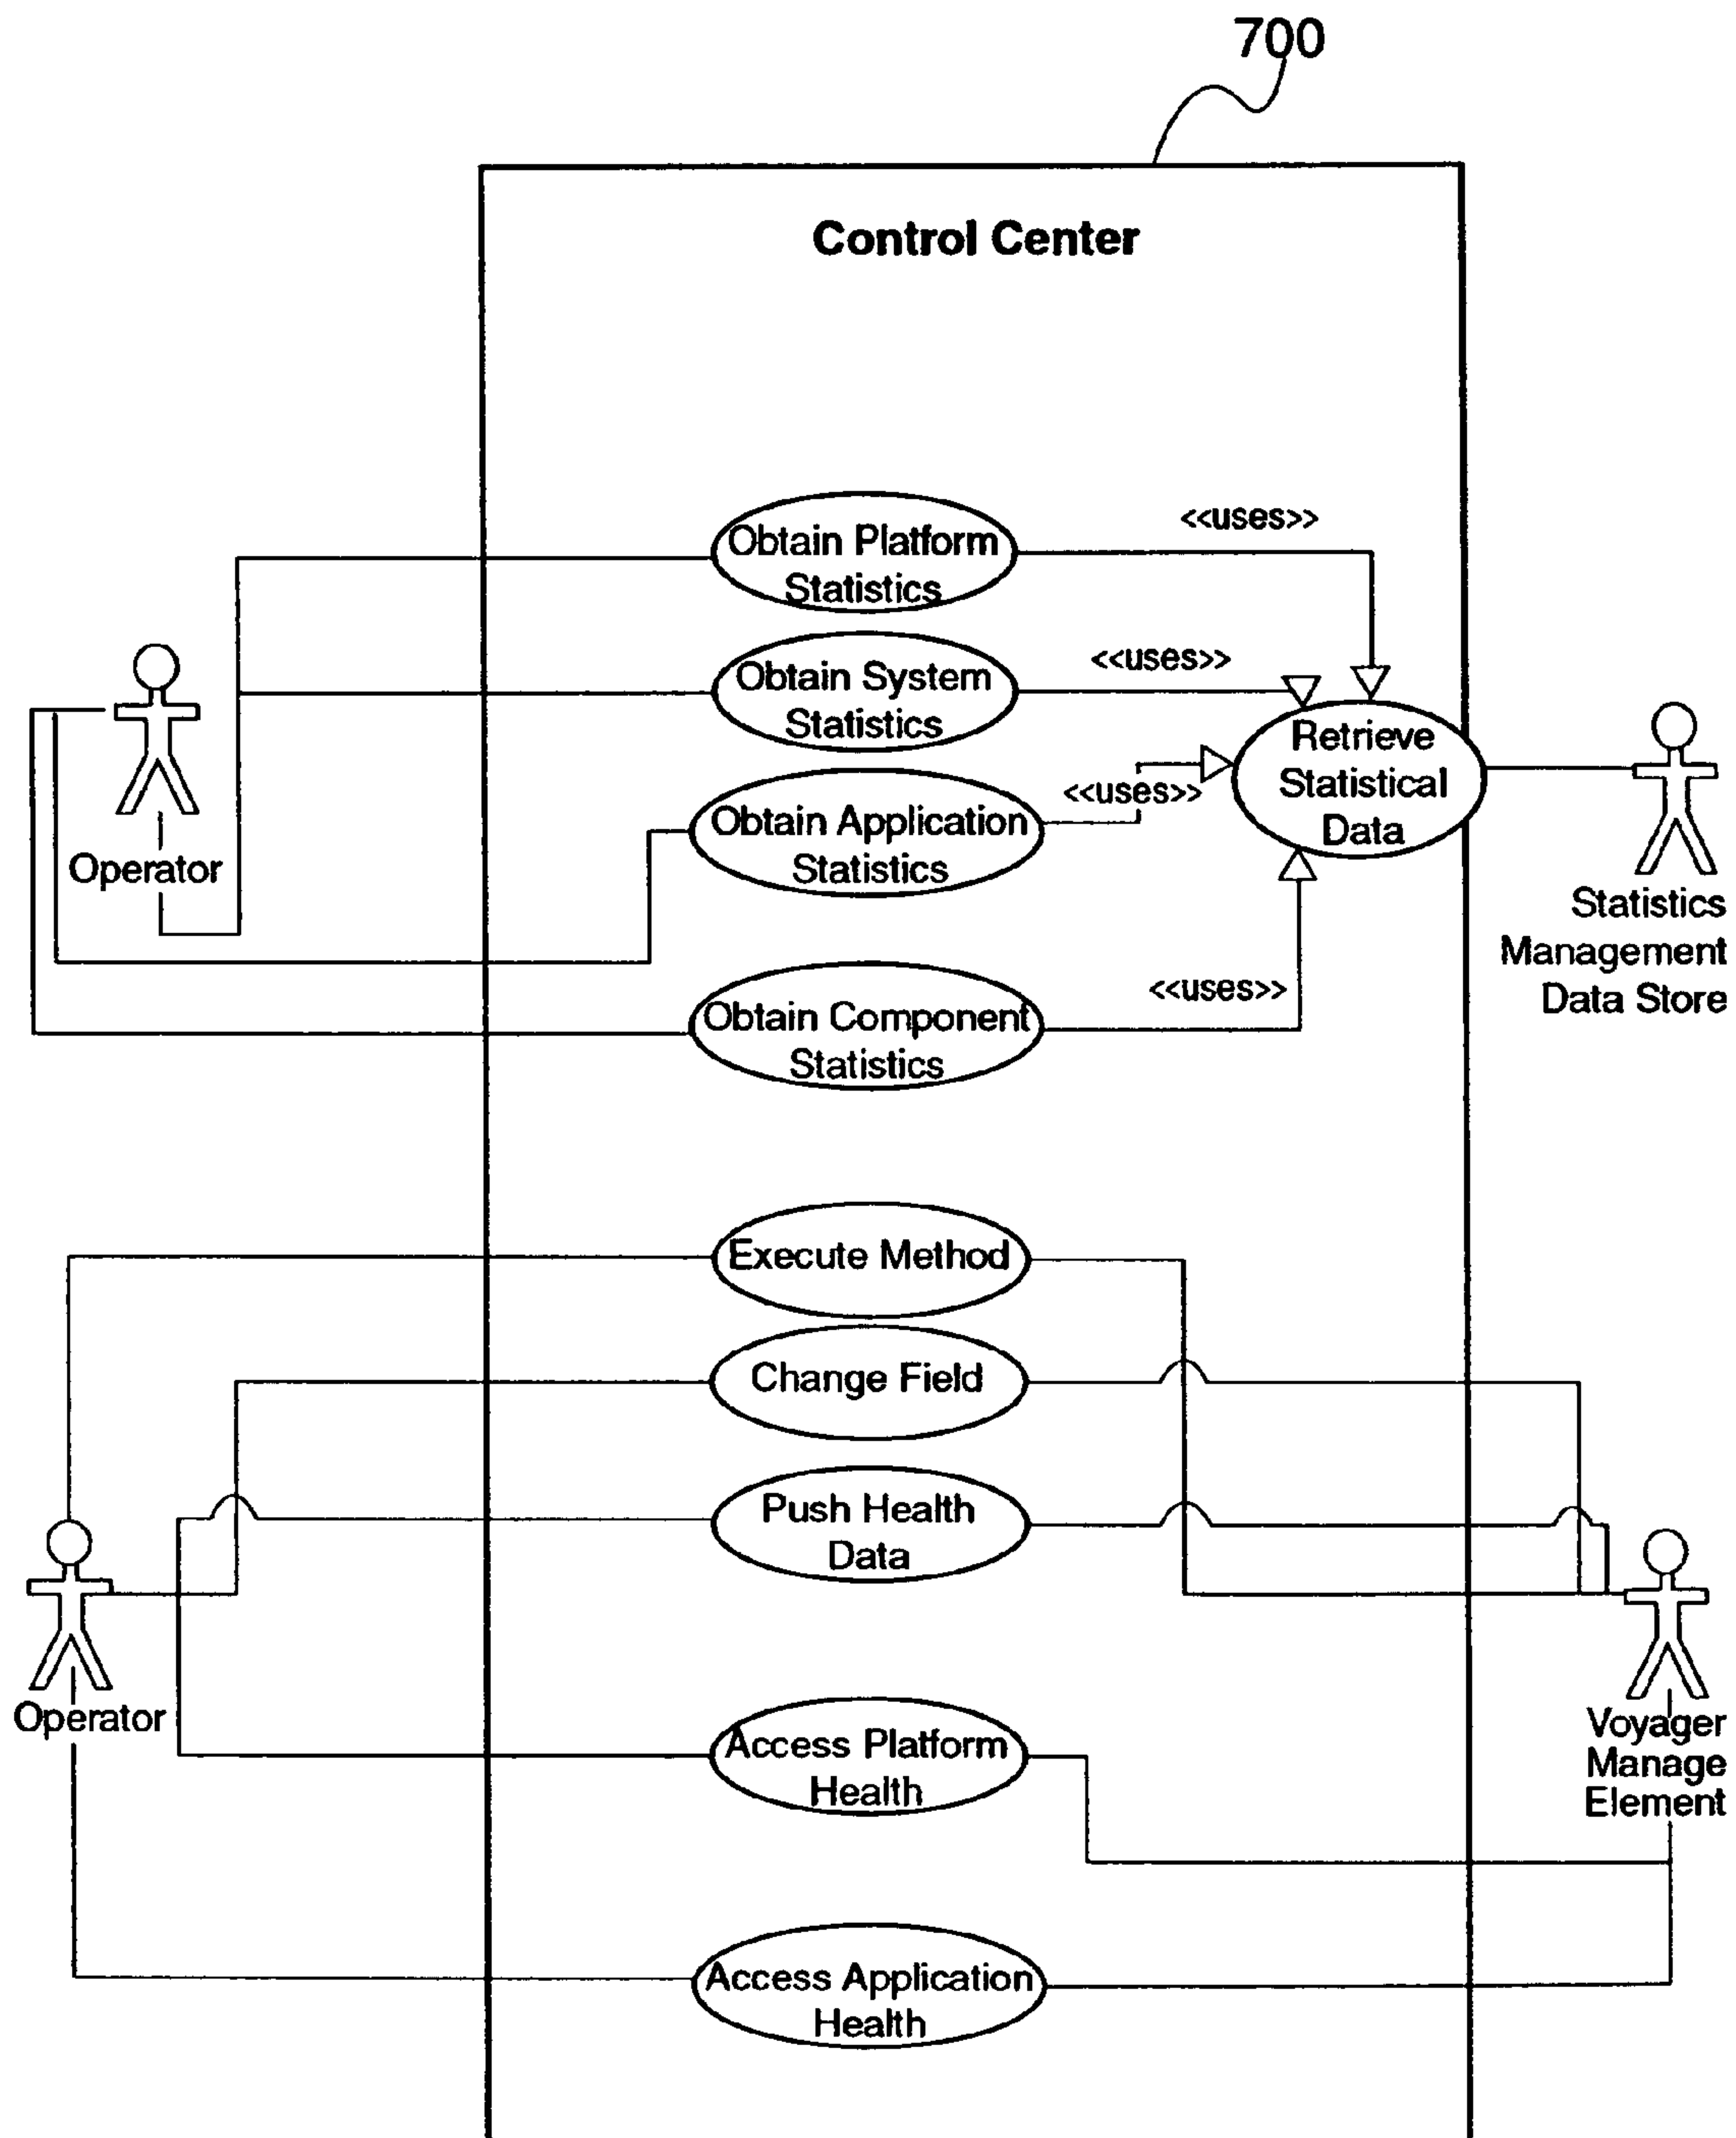 700
Control Center
Obtain Platform
Statistics
<<uses>>
Obtain System
Statistics
<<uses>>
Retrieve
Statistical
Data
Obtain Application
Statistics
<<uses>>
Operator
Statistics
Management
Data Store
Obtain Component
Statistics
<<uses>>
Execute Method
Change Field
Push Health
Data
Operator
Voyager
Manage
Element
Access Platform
Health
Access Application
Health